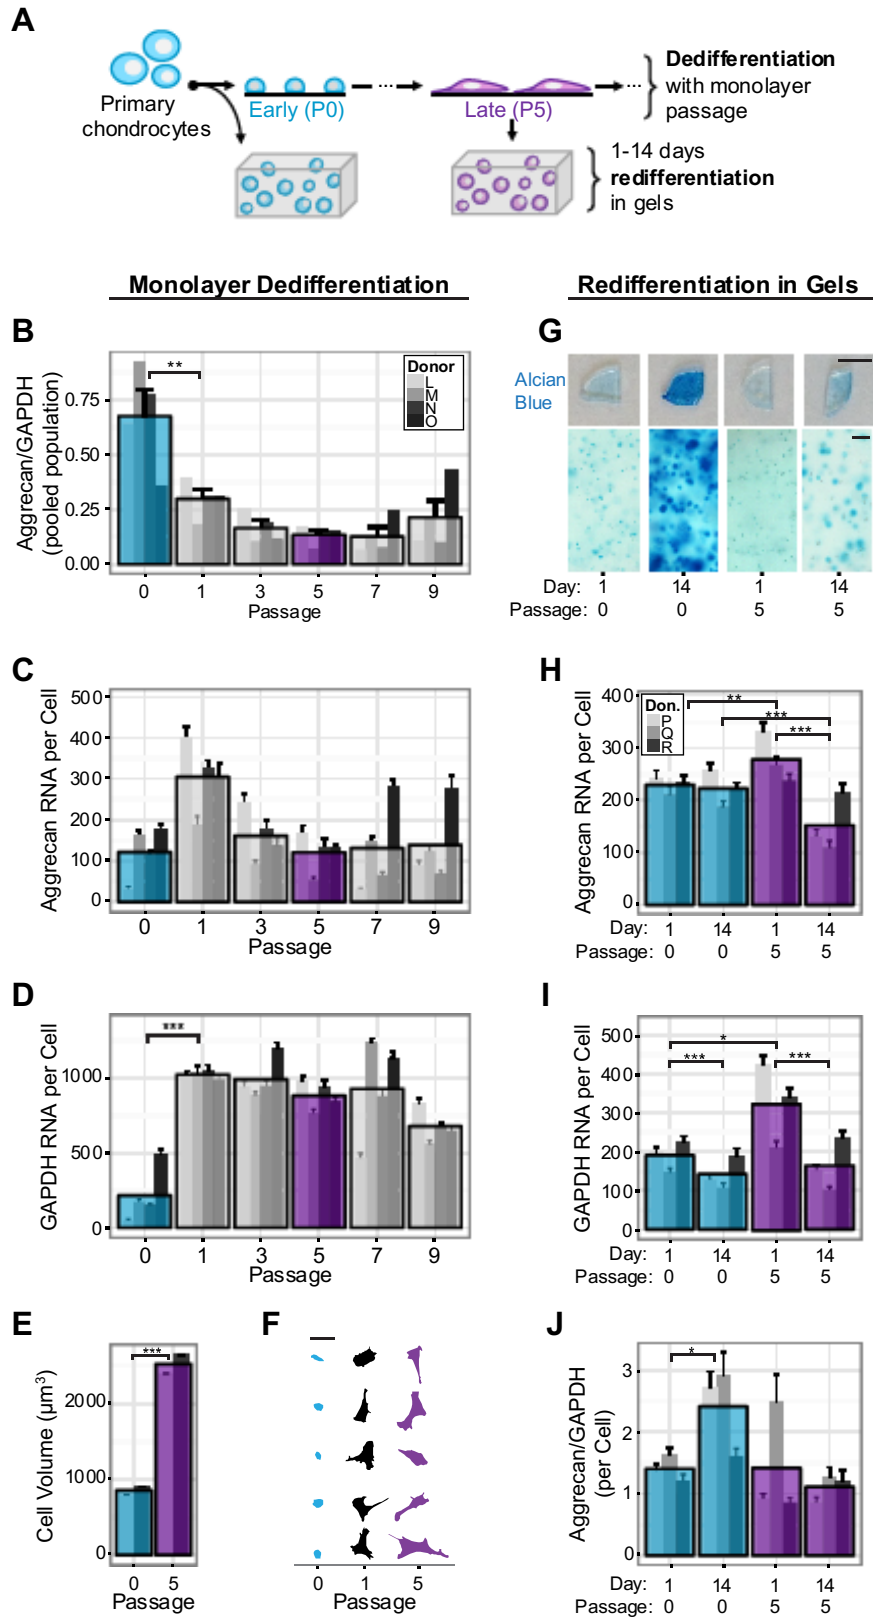 A
Primary
chondrocytes
Early (P0)
...
Late (P5)
...
Dedifferentiation
with monolayer
passage
1-14 days
redifferentiation
in gels
Monolayer Dedifferentiation
B
Aggrecan/GAPDH
(pooled population)
0.75
0.50
0.25
0.00
**
Donor
L
M
N
O
0 1 3 5 7 9
Passage
C
Aggrecan RNA per Cell
500
400
300
200
100
0
0 1 3 5 7 9
Passage
D
GAPDH RNA per Cell
1000
500
0
***
0 1 3 5 7 9
Passage
E
Cell Volume (µm³)
2000
1000
0
***
0 5
Passage
F
0 1 5
Passage
Redifferentiation in Gels
G
Alcian
Blue
Day: 1 14 1 14
Passage: 0 0 5 5
H
Aggrecan RNA per Cell
400
300
200
100
0
Don.
P
Q
R
**
***
***
Day: 1 14 1 14
Passage: 0 0 5 5
I
GAPDH RNA per Cell
500
400
300
200
100
0
*
*** ***
Day: 1 14 1 14
Passage: 0 0 5 5
J
Aggrecan/GAPDH
(per Cell)
3
2
1
0
*
Day: 1 14 1 14
Passage: 0 0 5 5